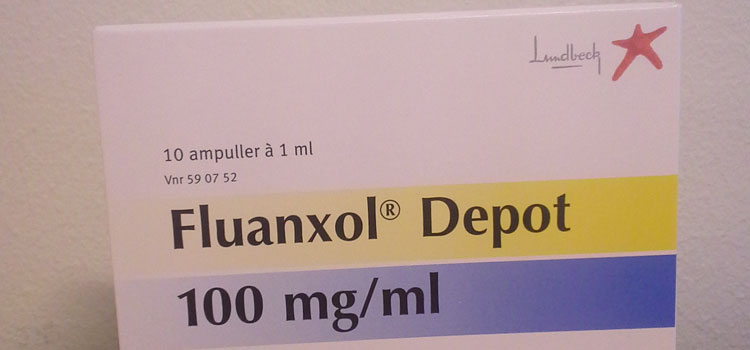 Lundbeck
10 ampuller à 1 ml
Vnr 59 07 52
Fluanxol® Depot
100 mg/ml